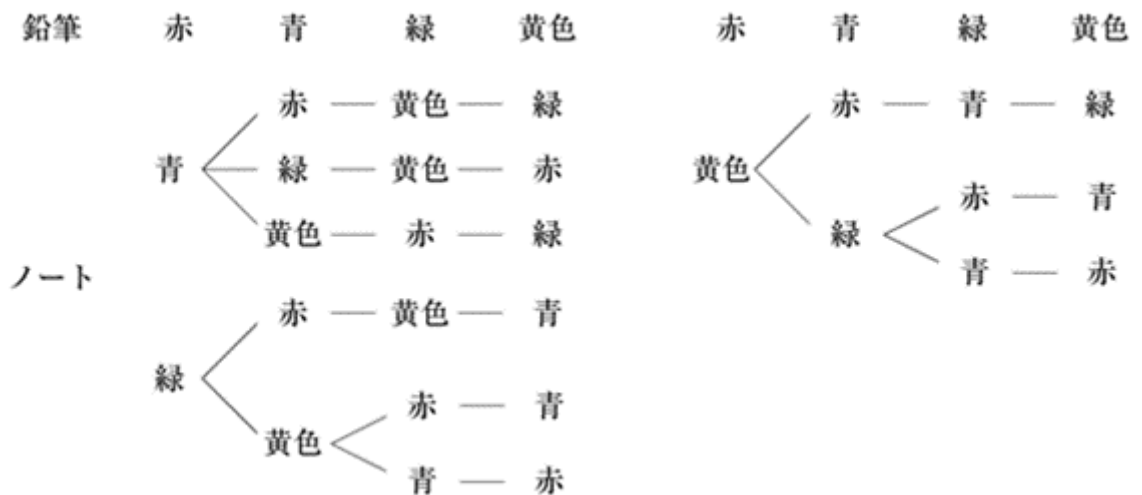 鉛筆 赤 青 緑 黄色 赤 青 緑 黄色
赤 黄色 緑 赤 青 緑
青 緑 黄色 赤 黄色
赤 青
黄色 赤 緑 緑
青 赤
ノート
赤 黄色 青
緑
赤 青
黄色
青 赤